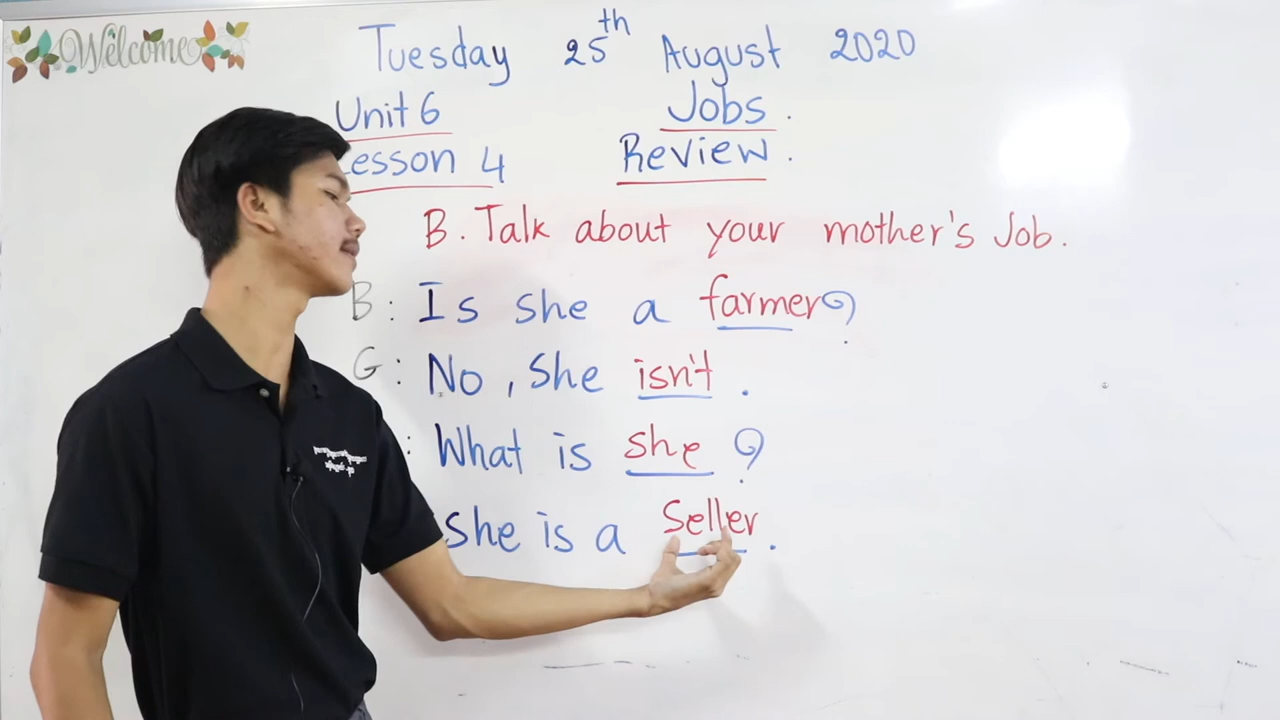 Welcome
Tuesday 25th August 2020
Unit 6 Jobs.
Lesson 4 Review.
B. Talk about your mother's Job.
B: Is she a farmer?
G: No, She isn't.
: What is she?
She is a Seller.